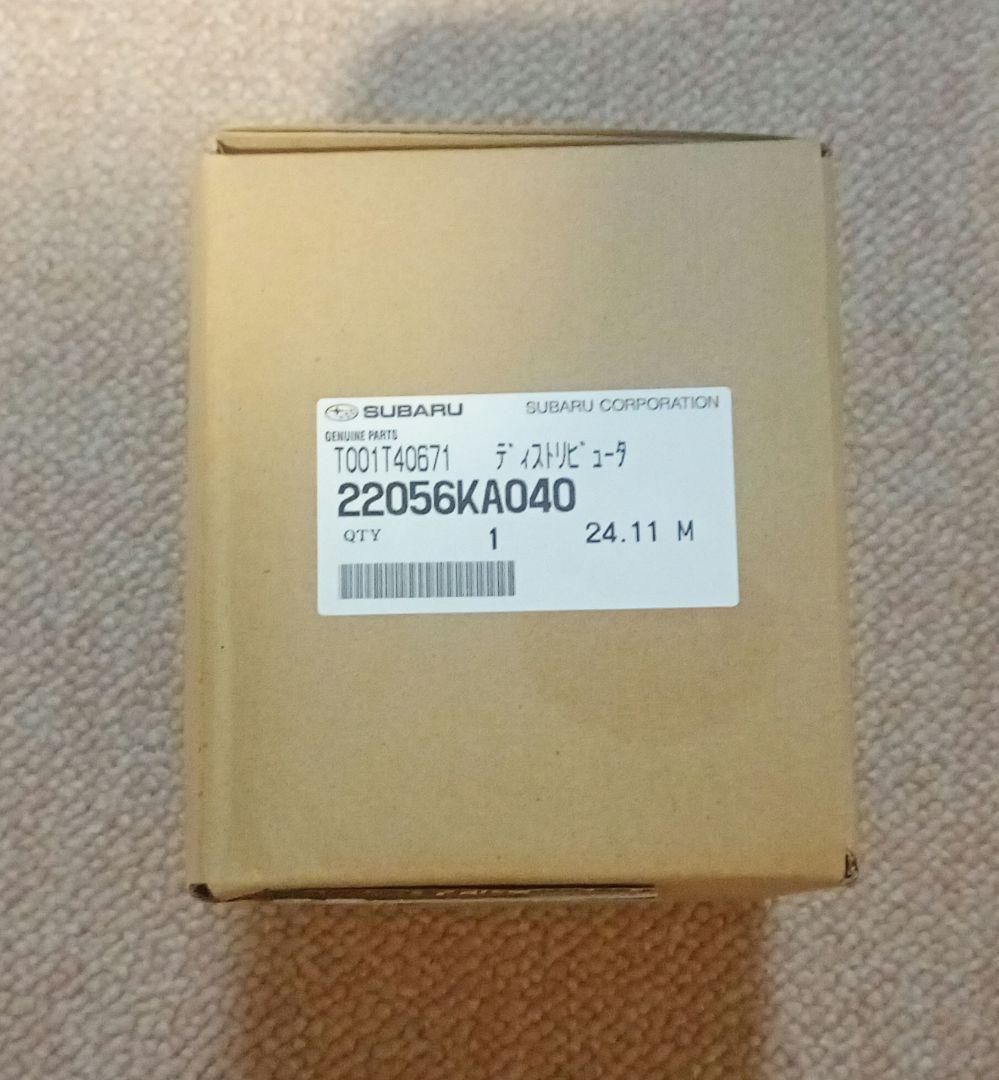 SUBARU SUBARU CORPORATION
GENUINE PARTS
T001T40671 ディストリビュータ
22056KA040
QTY 1 24.11 M